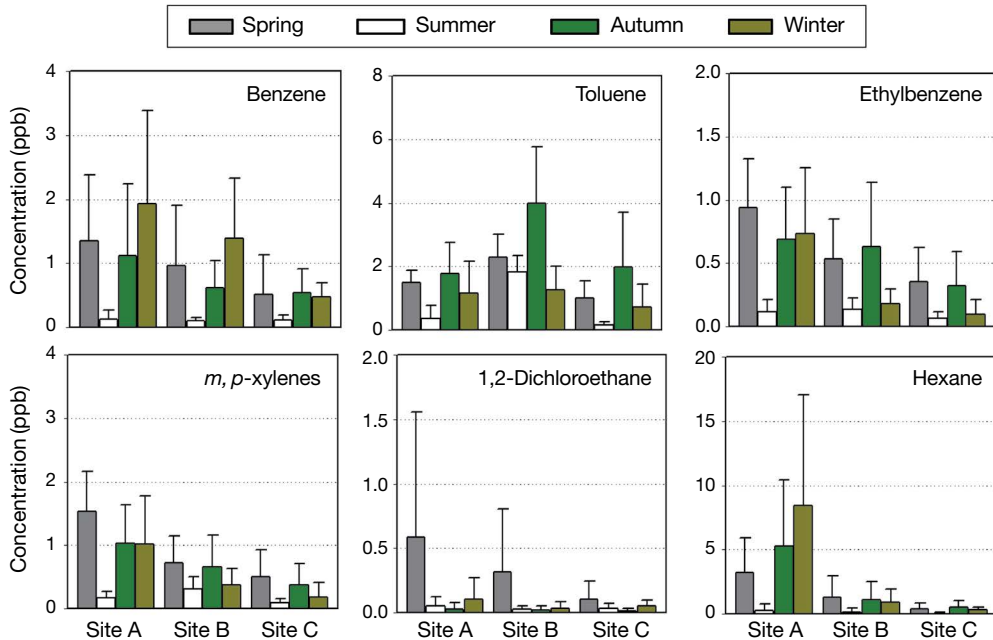 Spring Summer Autumn Winter
Concentration (ppb)
4
3
2
1
0
Benzene
8
6
4
2
0
Toluene
2.0
1.5
1.0
0.5
0.0
Ethylbenzene
Concentration (ppb)
4
3
2
1
0
m, p-xylenes
Site A Site B Site C
2.0
1.5
1.0
0.5
0.0
1,2-Dichloroethane
Site A Site B Site C
20
15
10
5
0
Hexane
Site A Site B Site C